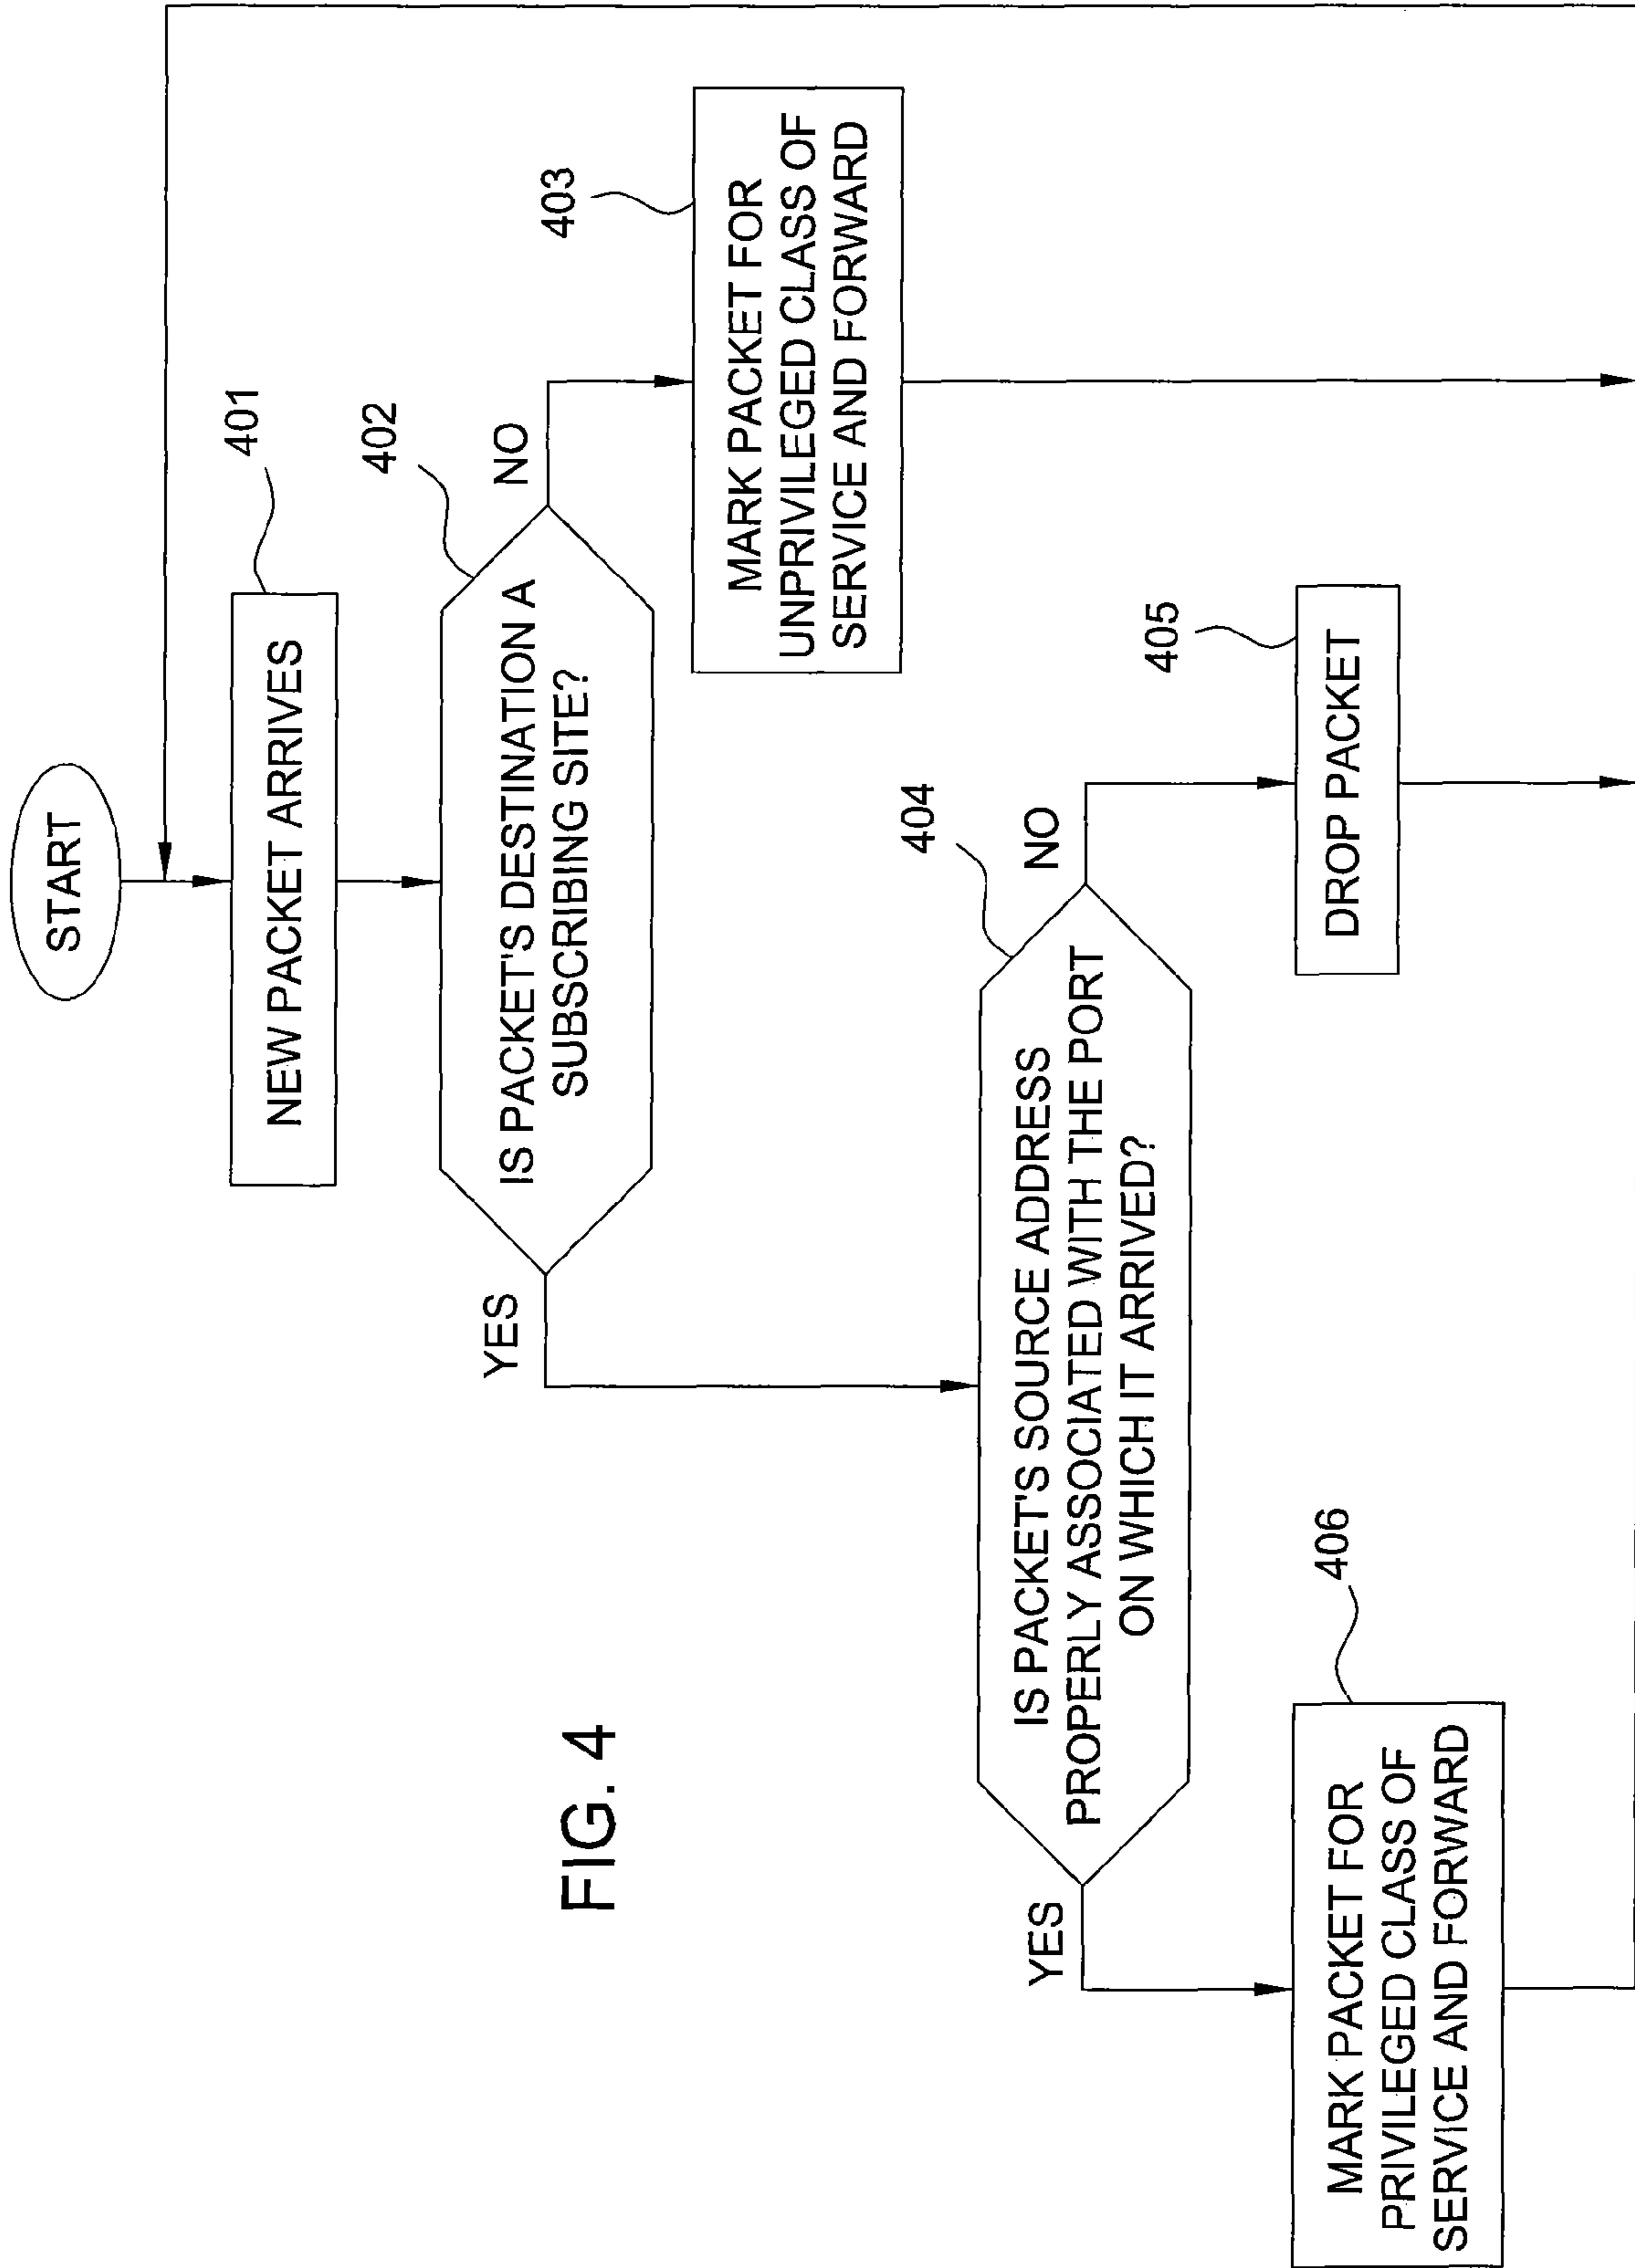 START
401
NEW PACKET ARRIVES
402
IS PACKET'S DESTINATION A
SUBSCRIBING SITE?
YES
NO
403
MARK PACKET FOR
UNPRIVILEGED CLASS OF
SERVICE AND FORWARD
FIG. 4
404
IS PACKET'S SOURCE ADDRESS
PROPERLY ASSOCIATED WITH THE PORT
ON WHICH IT ARRIVED?
YES
NO
405
DROP PACKET
406
MARK PACKET FOR
PRIVILEGED CLASS OF
SERVICE AND FORWARD